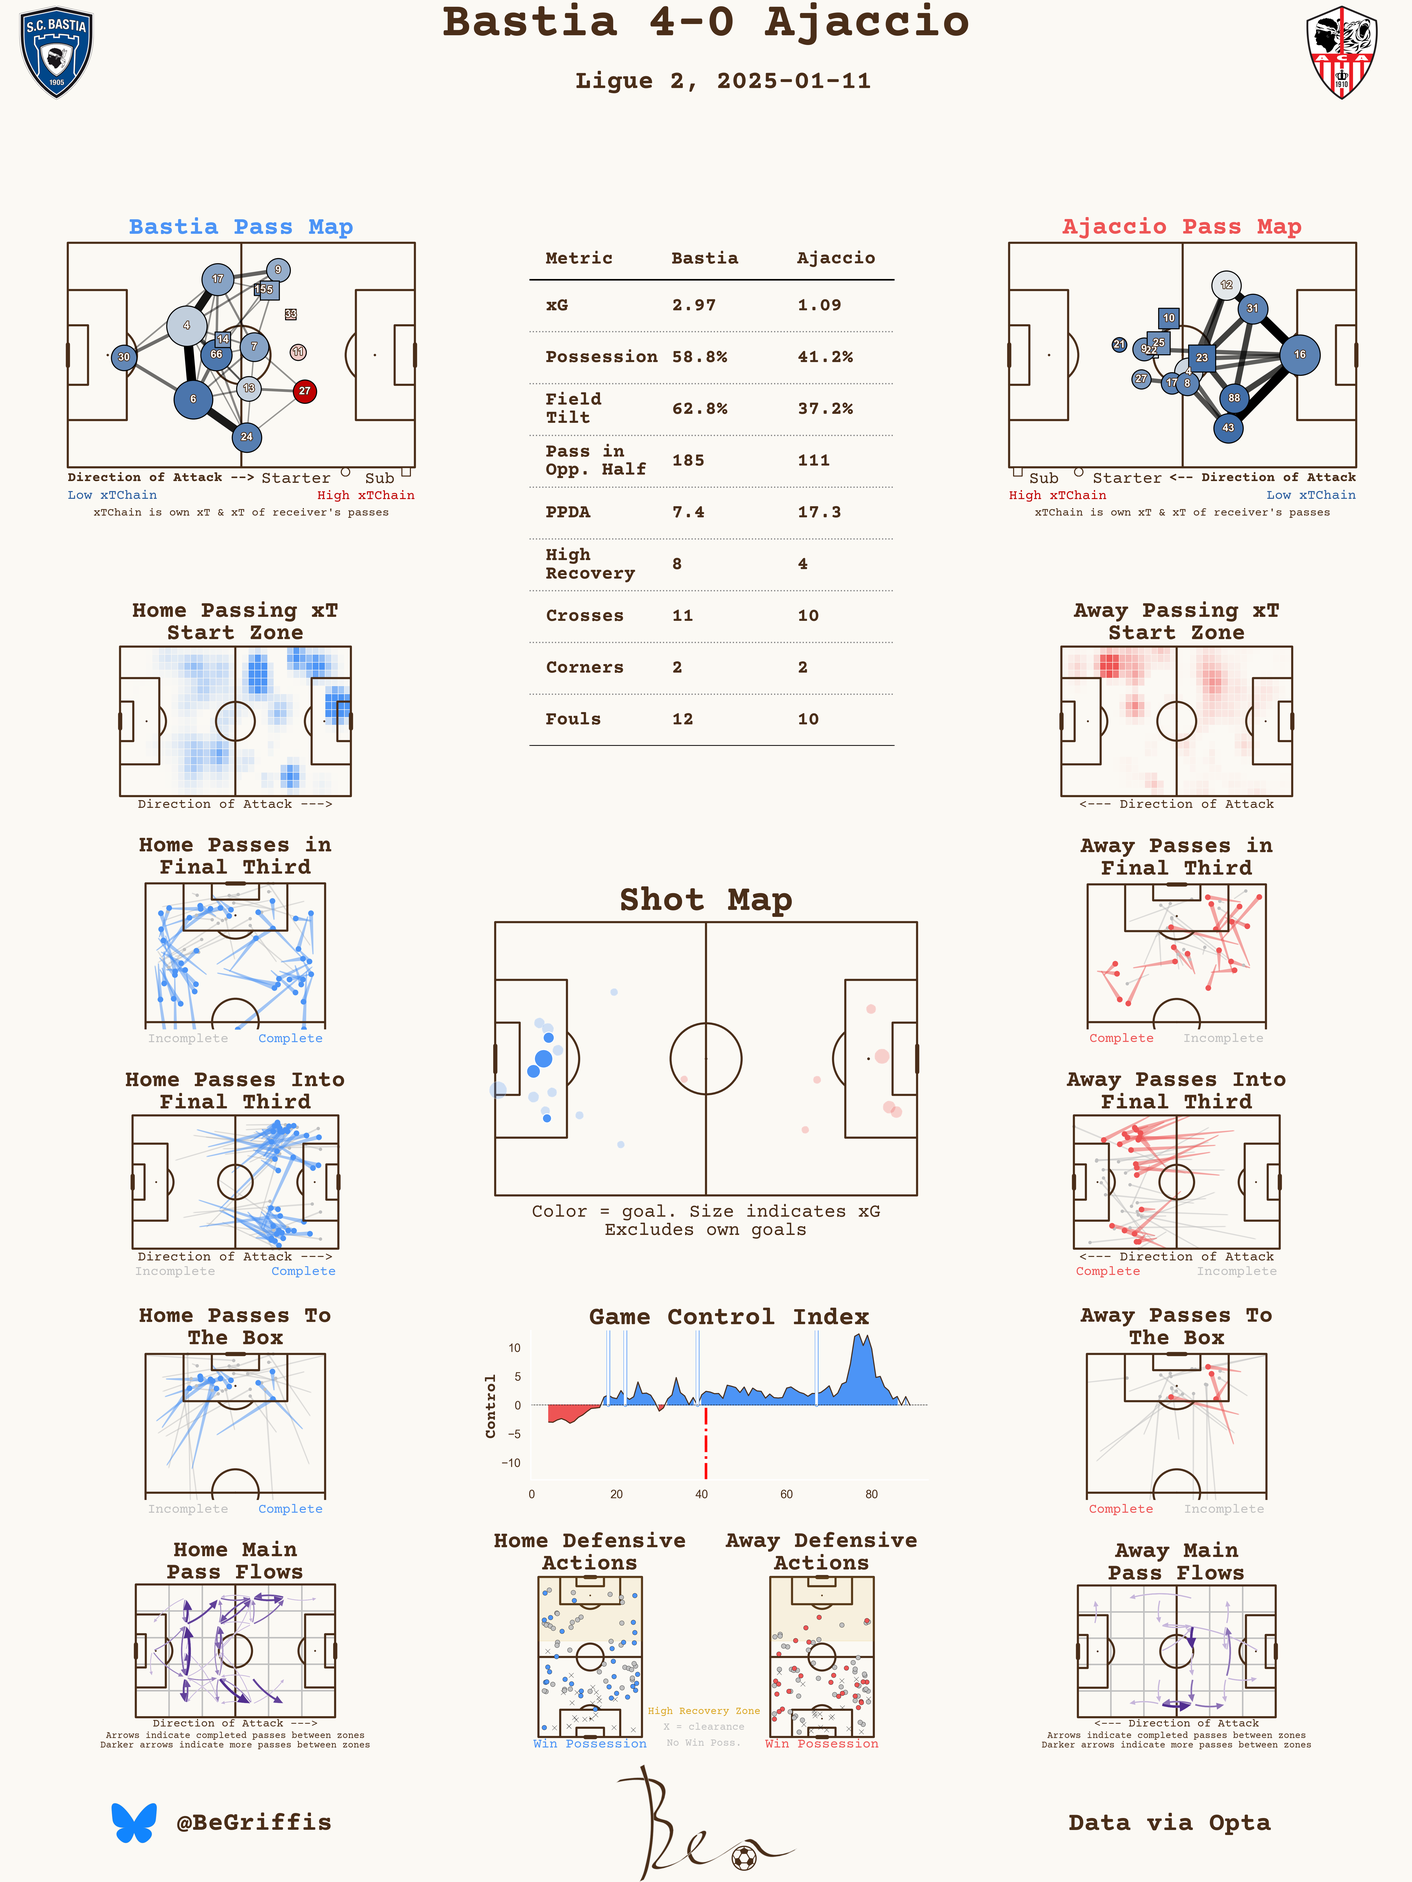 Bastia 4-0 Ajaccio
Ligue 2, 2025-01-11
S.C. BASTIA
1905
A C A
1910
Bastia Pass Map
17
9
15
5
33
4
14
66
7
11
30
13
27
6
24
Direction of Attack --> Starter Sub
Low xTChain High xTChain
xTChain is own xT & xT of receiver's passes
Metric Bastia Ajaccio
xG 2.97 1.09
Possession 58.8% 41.2%
Field
Tilt 62.8% 37.2%
Pass in
Opp. Half 185 111
PPDA 7.4 17.3
High
Recovery 8 4
Crosses 11 10
Corners 2 2
Fouls 12 10
Ajaccio Pass Map
12
31
10
21
9
22
25
23
16
4
27
17
8
88
43
Sub Starter <-- Direction of Attack
High xTChain Low xTChain
xTChain is own xT & xT of receiver's passes
Home Passing xT
Start Zone
Direction of Attack --->
Away Passing xT
Start Zone
<--- Direction of Attack
Home Passes in
Final Third
Incomplete Complete
Away Passes in
Final Third
Complete Incomplete
Shot Map
Color = goal. Size indicates xG
Excludes own goals
Home Passes Into
Final Third
Direction of Attack --->
Incomplete Complete
Away Passes Into
Final Third
<--- Direction of Attack
Complete Incomplete
Home Passes To
The Box
Incomplete Complete
Game Control Index
Control
10
5
0
−5
−10
0 20 40 60 80
Away Passes To
The Box
Complete Incomplete
Home Main
Pass Flows
Direction of Attack --->
Arrows indicate completed passes between zones
Darker arrows indicate more passes between zones
Home Defensive
Actions
Win Possession
High Recovery Zone
X = clearance
No Win Poss.
Away Defensive
Actions
Win Possession
Away Main
Pass Flows
<--- Direction of Attack
Arrows indicate completed passes between zones
Darker arrows indicate more passes between zones
@BeGriffis
Ben
Data via Opta